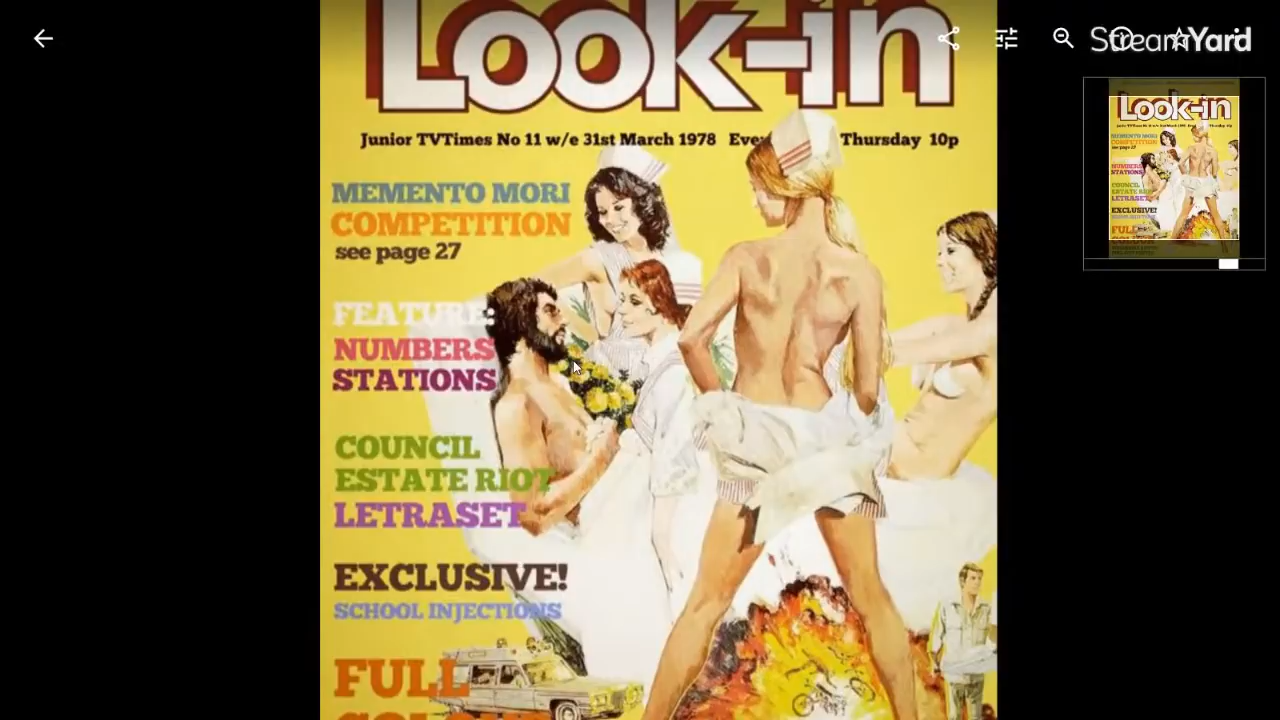 StreamYard
Look-in
Junior TVTimes No 11 w/e 31st March 1978 Thursday 10p
MEMENTO MORI
COMPETITION
see page 27
FEATURE:
NUMBERS
STATIONS
COUNCIL
ESTATE RIOT
LETRASET
EXCLUSIVE!
SCHOOL INJECTIONS
FULL